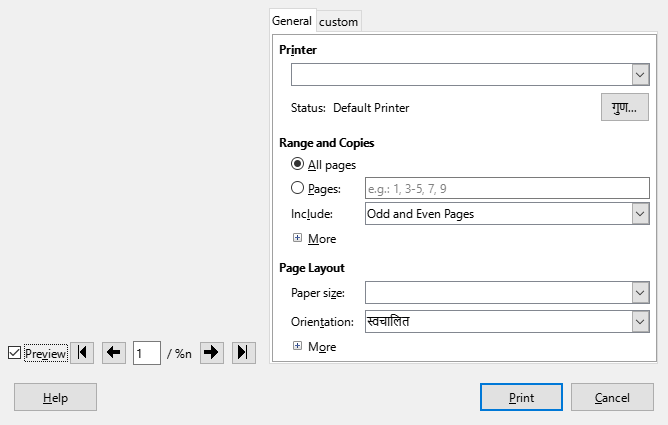 General custom
Printer
Status: Default Printer
गुण...
Range and Copies
All pages
Pages: e.g.: 1, 3-5, 7, 9
Include: Odd and Even Pages
More
Page Layout
Paper size:
Orientation: स्वचालित
More
Preview 1 / %n
Help Print Cancel